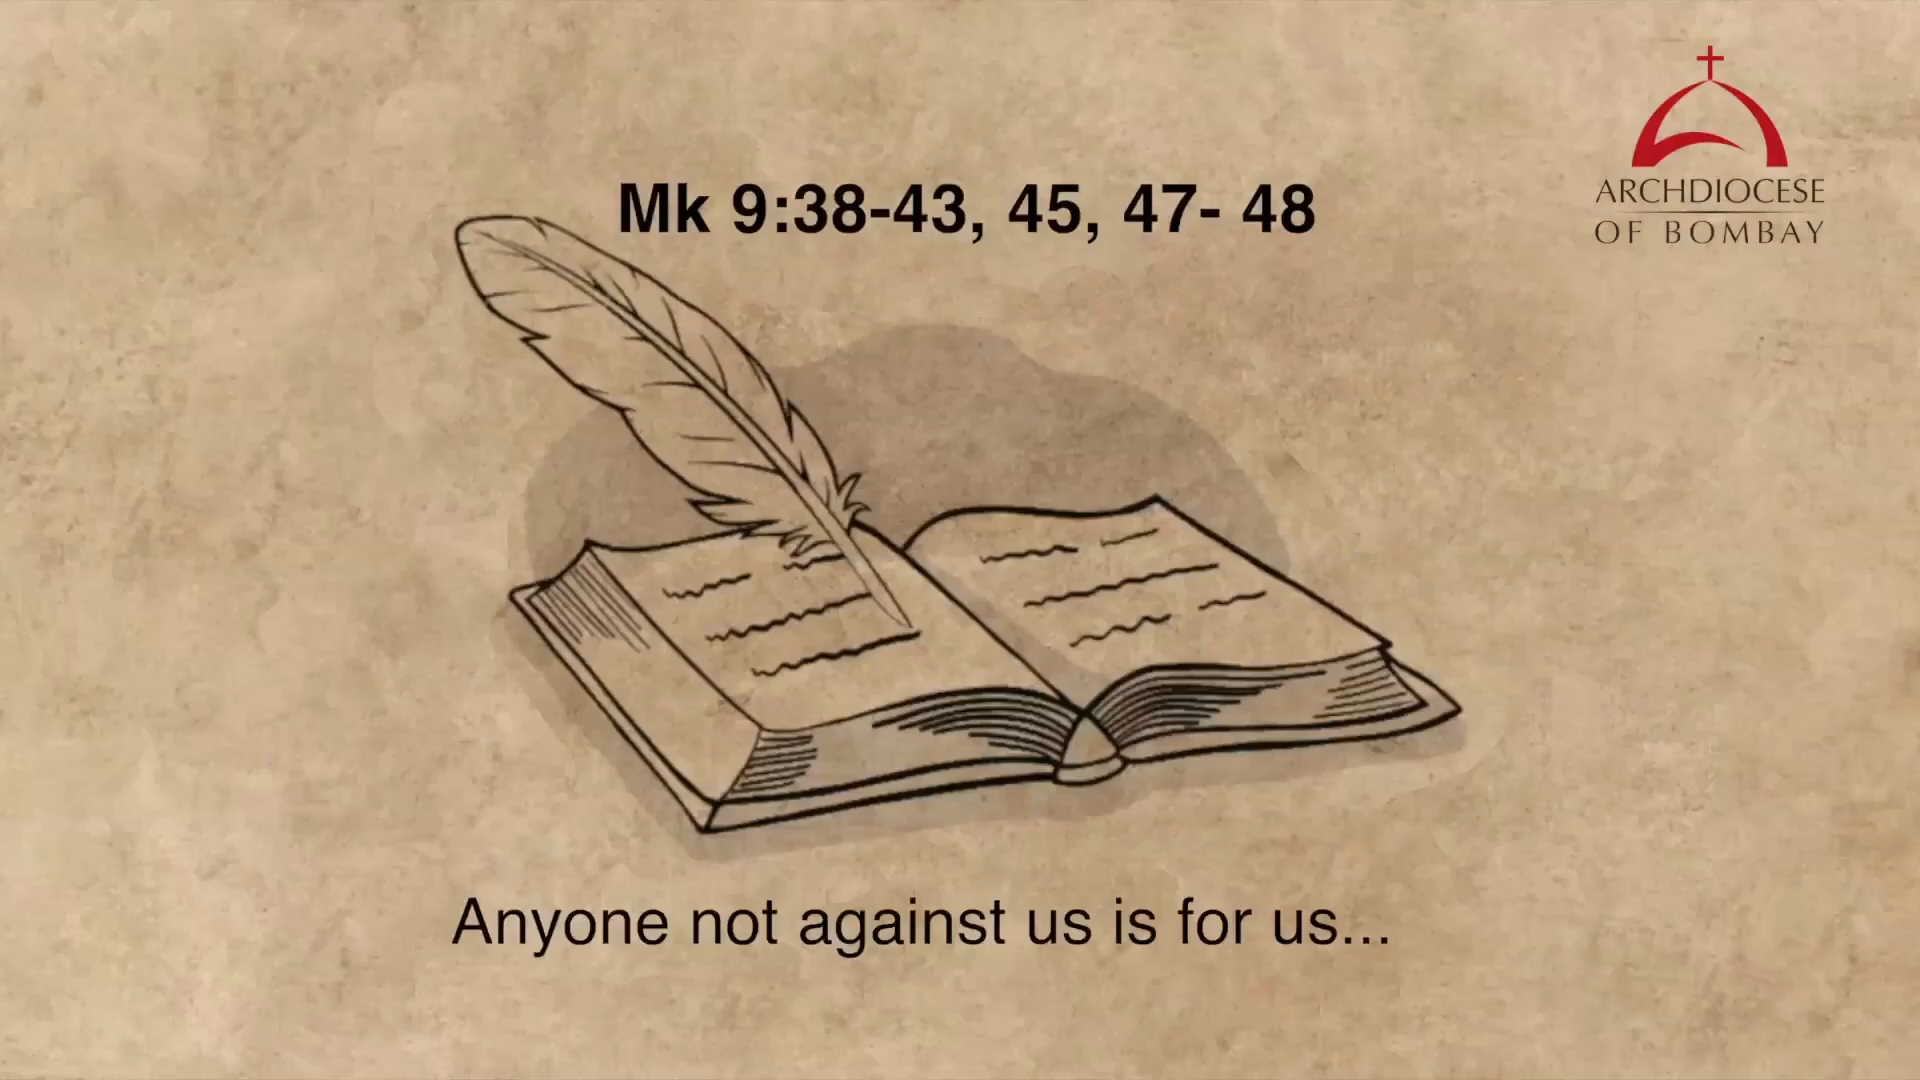 Mk 9:38-43, 45, 47- 48
ARCHDIOCESE
OF BOMBAY
Anyone not against us is for us...